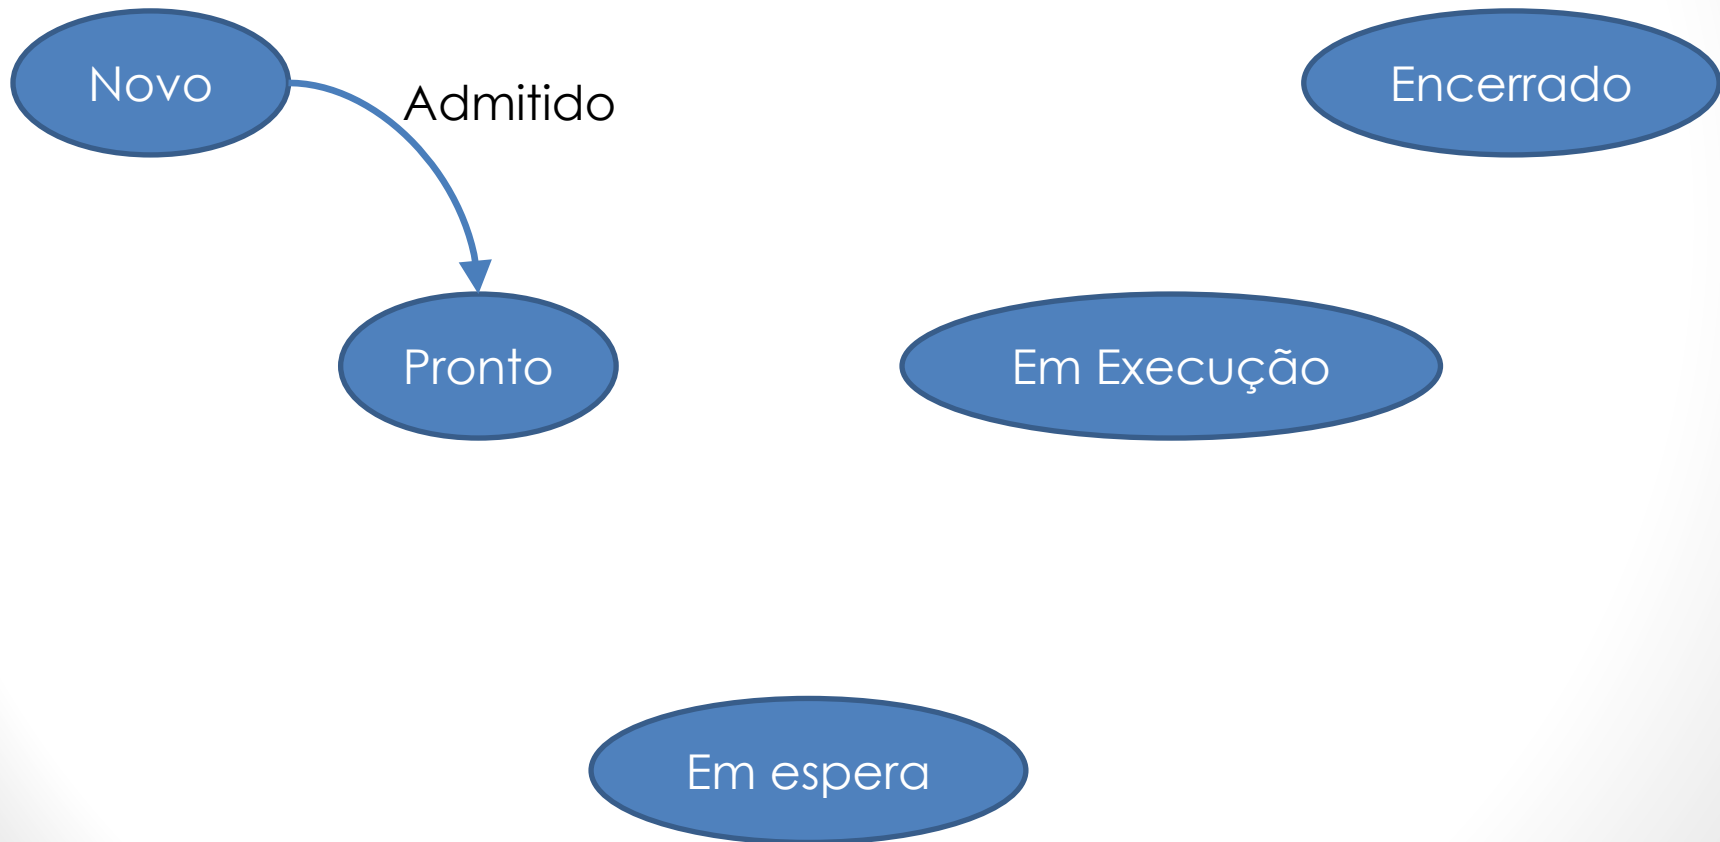 Novo
Admitido
Encerrado
Pronto
Em Execução
Em espera